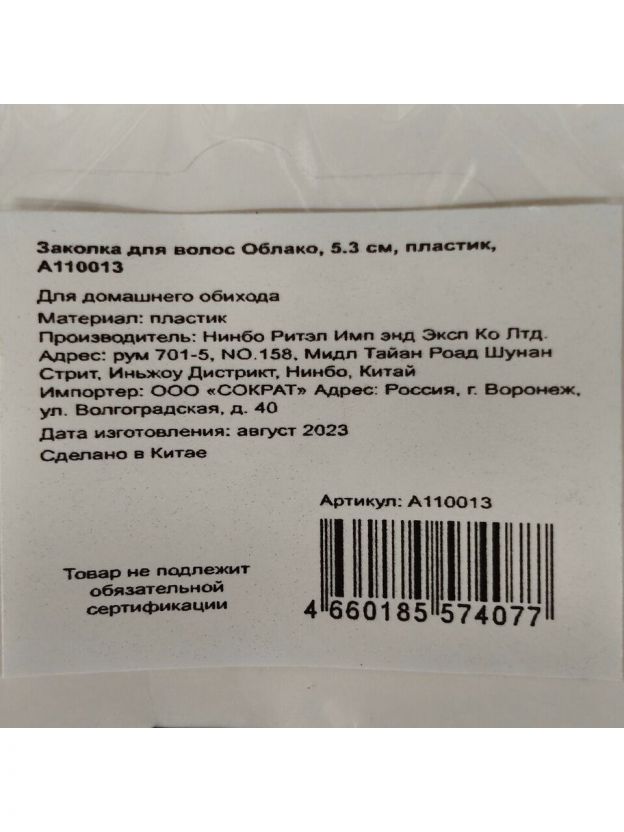 Заколка для волос Облако, 5.3 см, пластик,
А110013
Для домашнего обихода
Материал: пластик
Производитель: Нинбо Ритэл Имп энд Эксп Ко Лтд.
Адрес: рум 701-5, NO.158, Мидл Тайан Роад Шунан
Стрит, Иньжоу Дистрикт, Нинбо, Китай
Импортер: ООО «СОКРАТ» Адрес: Россия, г. Воронеж,
ул. Волгоградская, д. 40
Дата изготовления: август 2023
Сделано в Китае
Артикул: А110013
Товар не подлежит
обязательной
сертификации
4 660185 574077